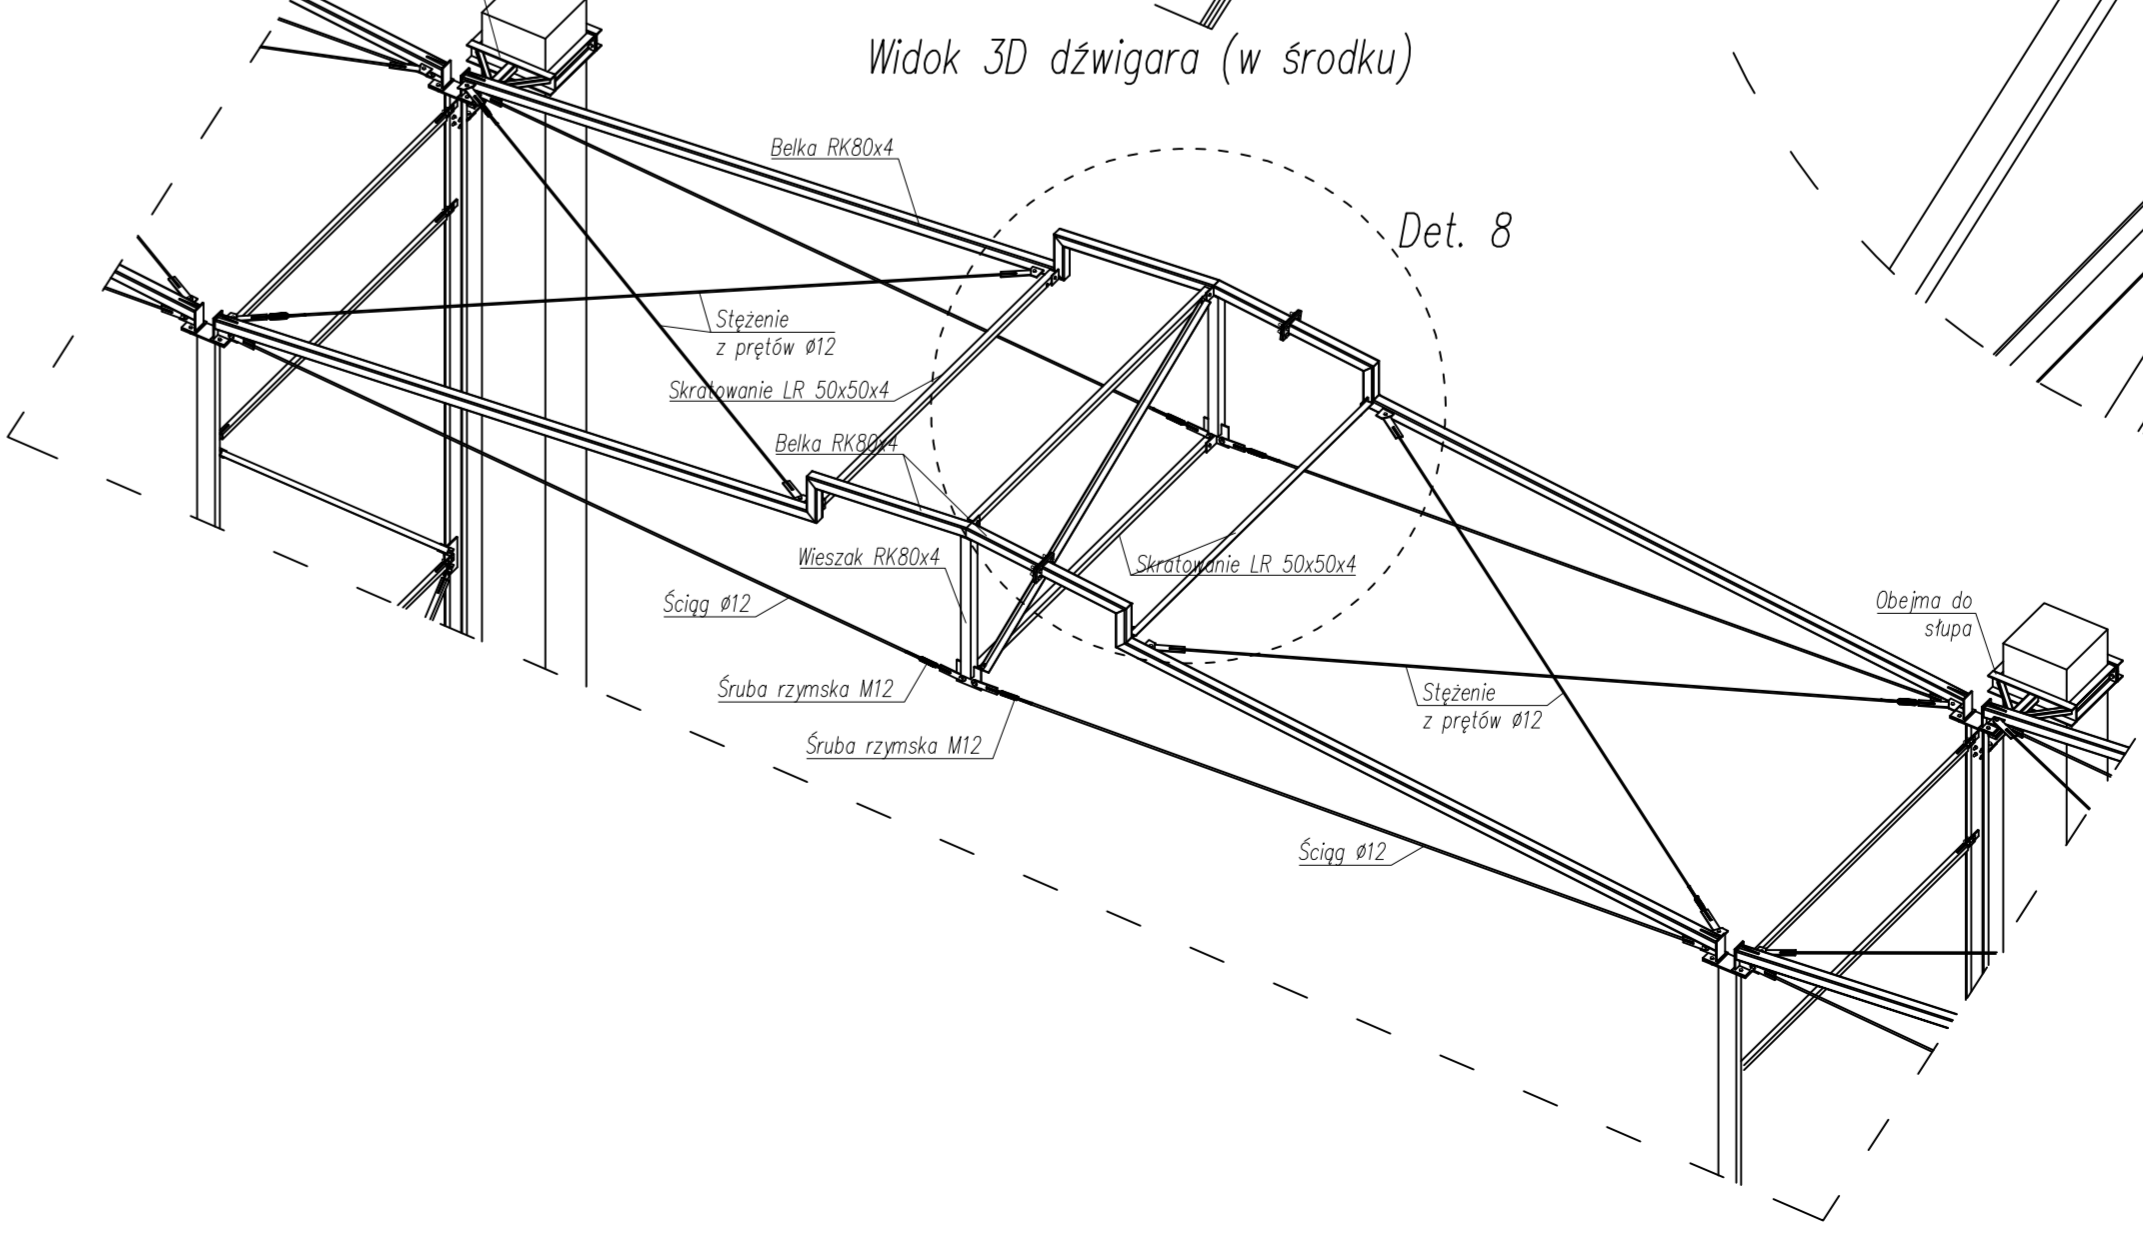 Widok 3D dźwigara (w środku)
Belka RK80x4
Det. 8
Stężenie
z prętów ø12
Skratowanie LR 50x50x4
Belka RK80x4
Wieszak RK80x4
Skratowanie LR 50x50x4
Ściąg ø12
Obejma do
słupa
Śruba rzymska M12
Stężenie
z prętów ø12
Śruba rzymska M12
Ściąg ø12